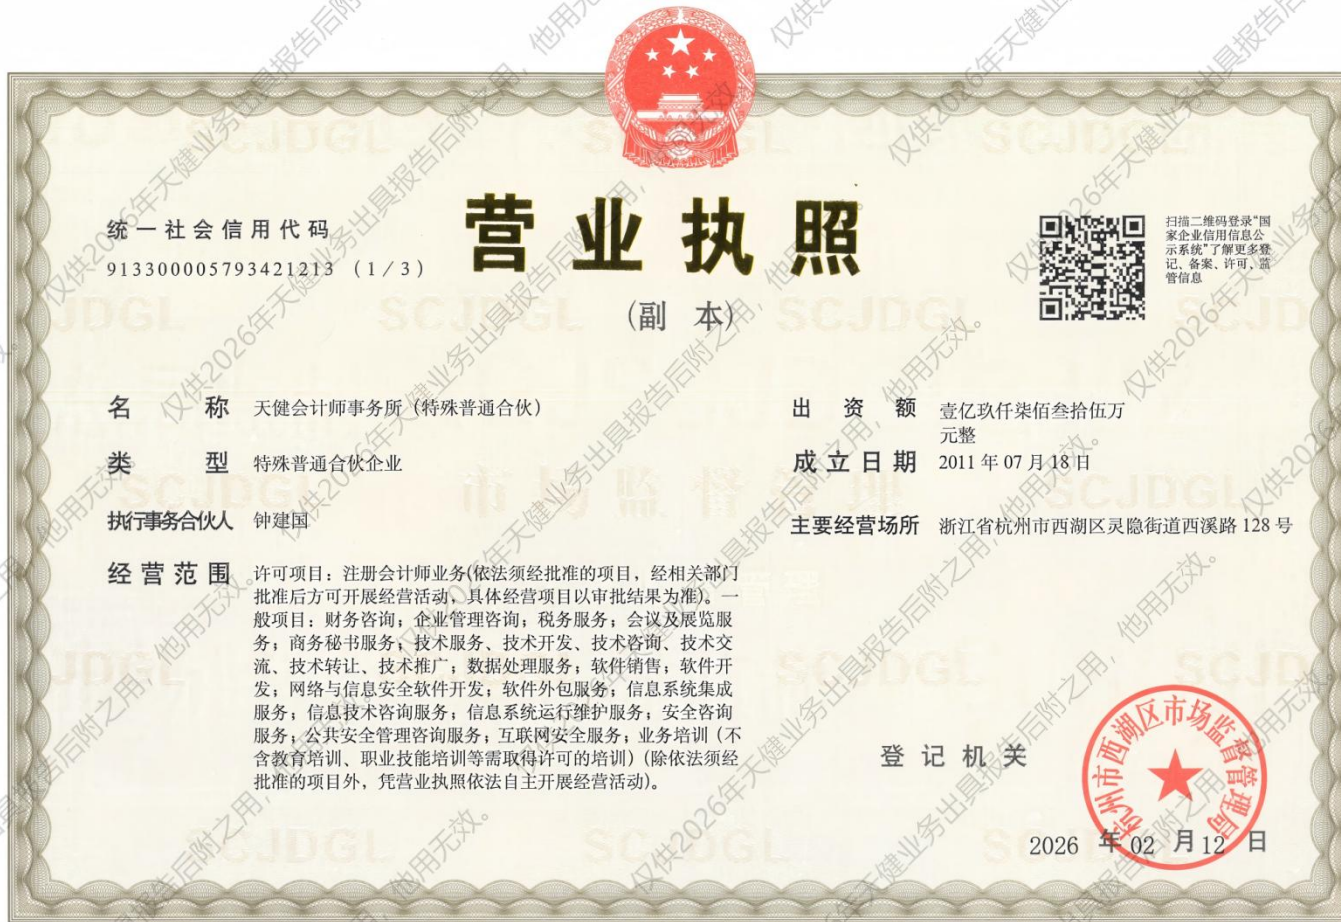 统一社会信用代码
913300005793421213 (1/3)
营业执照
(副 本)
扫描二维码登录“国
家企业信用信息公
示系统”了解更多登
记、备案、许可、监
管信息
名 称 天健会计师事务所(特殊普通合伙)
类 型 特殊普通合伙企业
执行事务合伙人 钟建国
经营范围 许可项目:注册会计师业务(依法须经批准的项目,经相关部门
批准后方可开展经营活动,具体经营项目以审批结果为准)。一
般项目:财务咨询;企业管理咨询;税务服务;会议及展览服
务;商务秘书服务;技术服务、技术开发、技术咨询、技术交
流、技术转让、技术推广;数据处理服务;软件销售;软件开
发;网络与信息安全软件开发;软件外包服务;信息系统集成
服务;信息技术咨询服务;信息系统运行维护服务;安全咨询
服务;公共安全管理咨询服务;互联网安全服务;业务培训(不
含教育培训、职业技能培训等需取得许可的培训)(除依法须经
批准的项目外,凭营业执照依法自主开展经营活动)。
出 资 额 壹亿玖仟柒佰叁拾伍万
元整
成立日期 2011年07月18日
主要经营场所 浙江省杭州市西湖区灵隐街道西溪路128号
登记机关
杭州市西湖区市场监督管理局
2026 年 02 月 12 日
仅供2026年天健业务出具报告后附之用,他用无效。
SCJDGL
市场监督管理